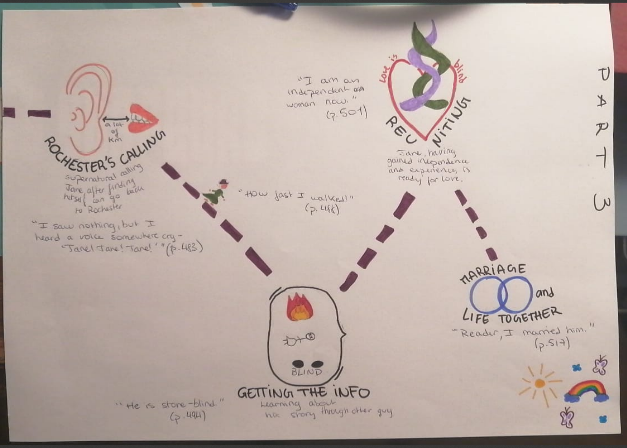 PART 3
a lot
of
km
ROCHESTER'S CALLING
supernatural calling
Jane, after finding
herself can go back
to Rochester
"I saw nothing, but I
heard a voice somewhere cry-
'Jane! Jane! Jane!'" (p.483)
"How fast I walked!"
BLIND
GETTING THE INFO
Learning about
his story through other guy
"He is stone-blind."
(p.494)
love is blind
"I am an
independent
woman now."
(p.501)
REUNITING
Jane, having
gained independence
and experience, is
ready for love.
MARRIAGE
and
LIFE TOGETHER
"Reader, I married him."
(p.517)